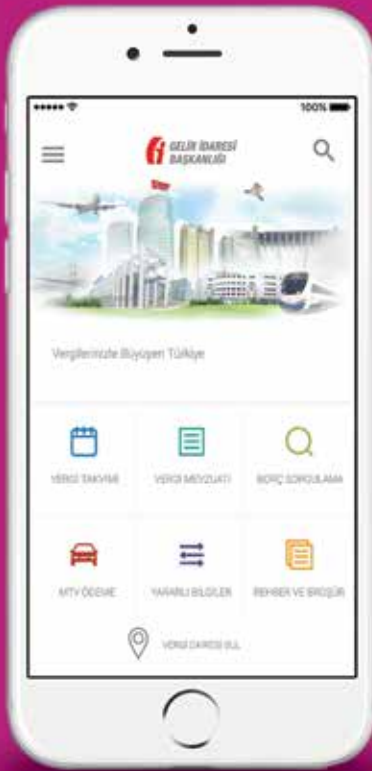 100%
GELİR İDARESİ
BAŞKANLIĞI
Vergilerinizle Büyüyen Türkiye
VERGİ TAKVİMİ
VERGİ MEVZUATI
BORÇ SORGULAMA
MTV ÖDEME
YARARLI BİLGİLER
REHBER VE BROŞÜR
VERGİ DAİRESİ BUL